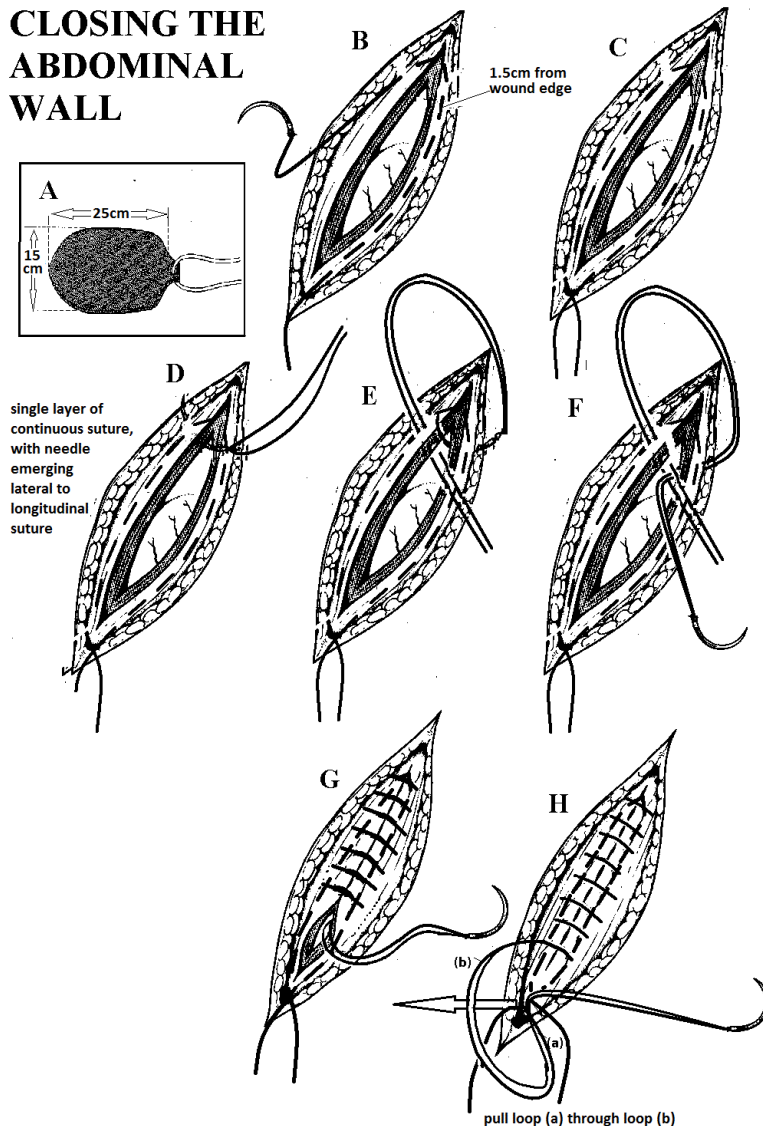 CLOSING THE
ABDOMINAL
WALL
B
C
1.5cm from
wound edge
A
25cm
15
cm
D
E
F
single layer of
continuous suture,
with needle
emerging
lateral to
longitudinal
suture
G
H
(b)
(a)
pull loop (a) through loop (b)